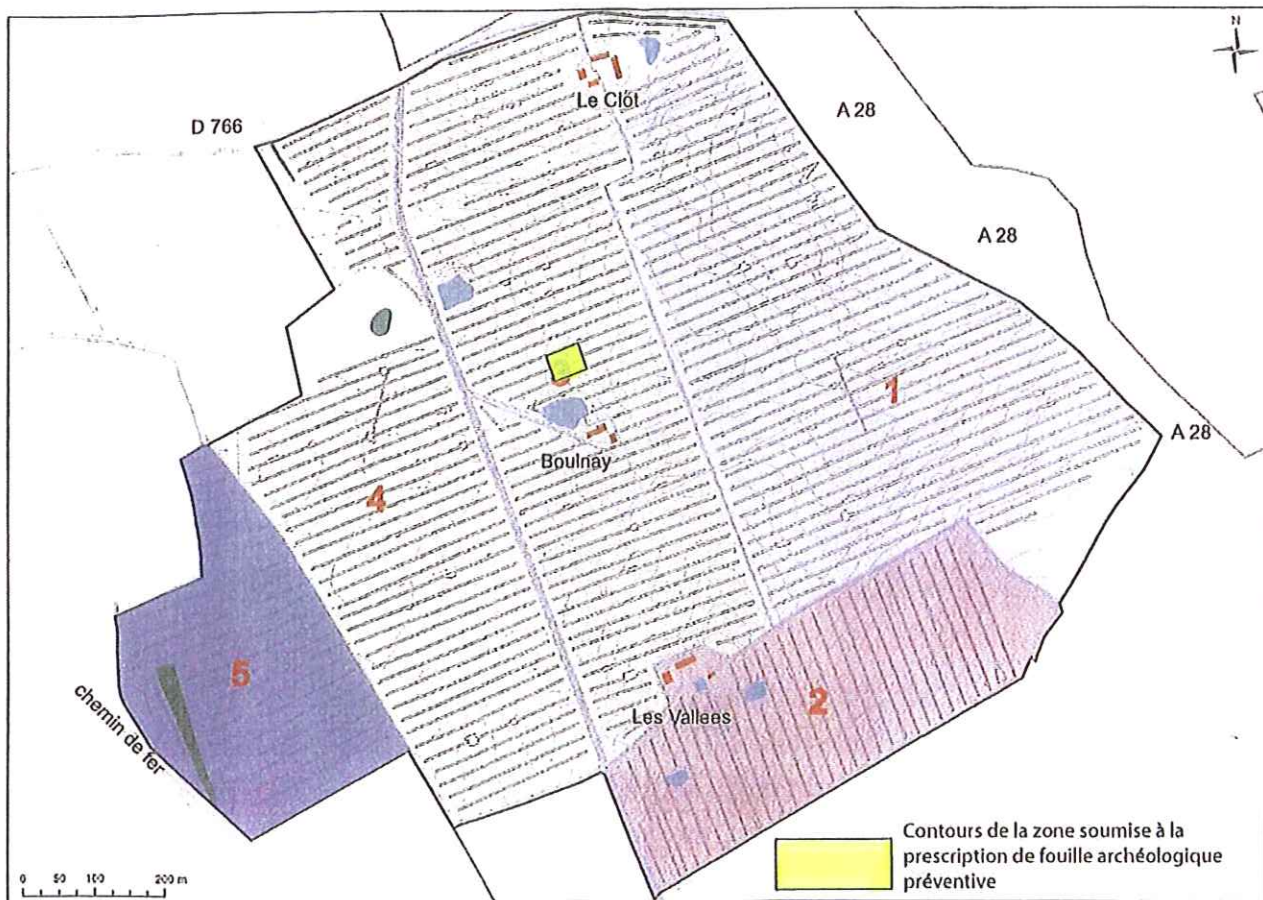 N
Le Clôt
D 766
A 28
A 28
1
A 28
Boulnay
4
5
chemin de fer
Les Vallees
2
Contours de la zone soumise à la
prescription de fouille archéologique
préventive
0 50 100 200 m